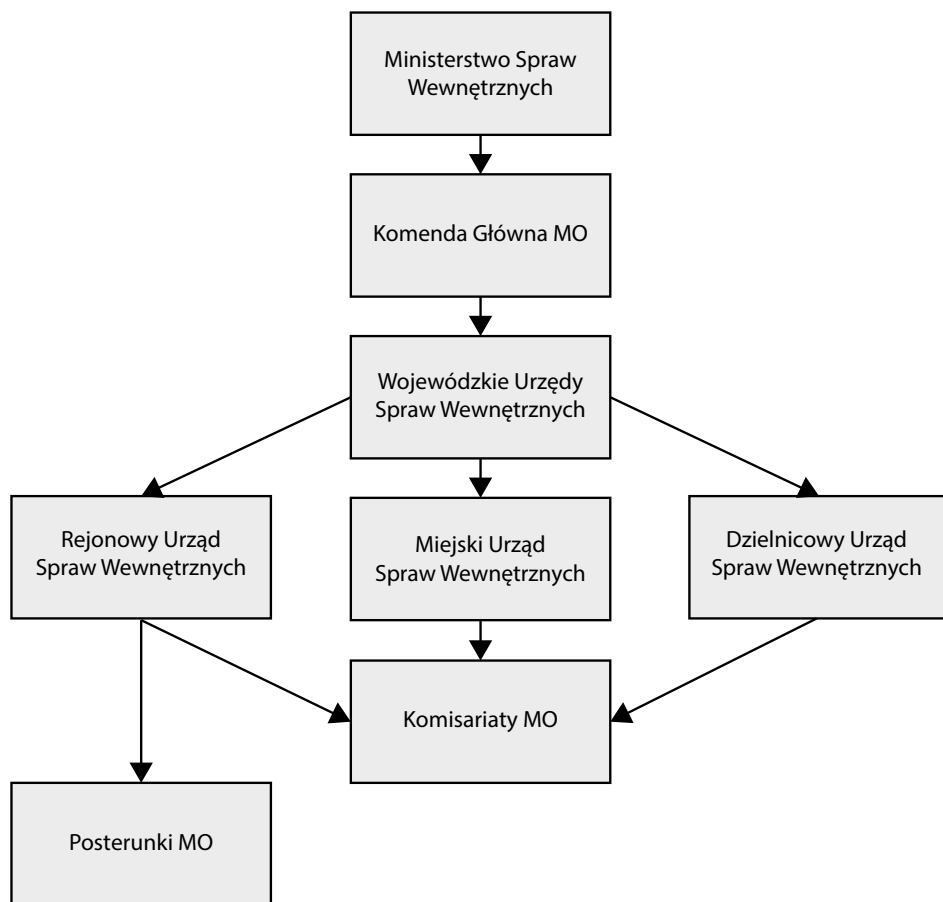 Ministerstwo Spraw
Wewnętrznych
Komenda Główna MO
Wojewódzkie Urzędy
Spraw Wewnętrznych
Rejonowy Urząd
Spraw Wewnętrznych
Miejski Urząd
Spraw Wewnętrznych
Dzielnicowy Urząd
Spraw Wewnętrznych
Komisariaty MO
Posterunki MO